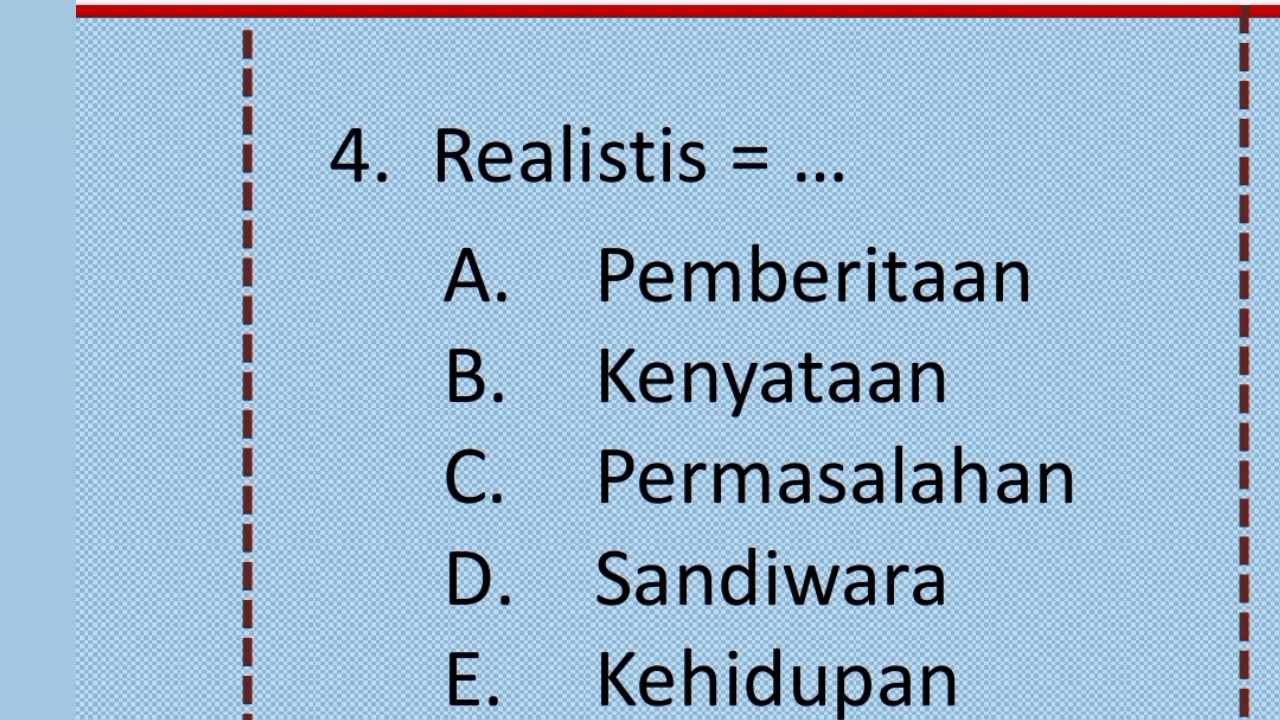 4. Realistis = ...
A. Pemberitaan
B. Kenyataan
C. Permasalahan
D. Sandiwara
E. Kehidupan